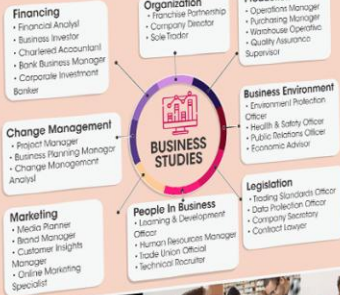 Financing
• Financial Analyst
• Business Investor
• Chartered Accountant
• Bank Business Manager
• Corporate Investment
Banker
Organization
• Franchise Partnership
• Company Director
• Sole Trader
• Operations Manager
• Purchasing Manager
• Warehouse Operative
• Quality Assurance
Supervisor
Change Management
• Project Manager
• Business Planning Manager
• Change Management
Analyst
BUSINESS
STUDIES
Business Environment
• Environment Protection
Officer
• Health & Safety Officer
• Public Relations Officer
• Economic Advisor
Marketing
• Media Planner
• Brand Manager
• Customer Insights
Manager
• Online Marketing
Specialist
People In Business
• Learning & Development
Officer
• Human Resources Manager
• Trade Union Official
• Technical Recruiter
Legislation
• Trading Standards Officer
• Data Protection Officer
• Company Secretary
• Contract Lawyer